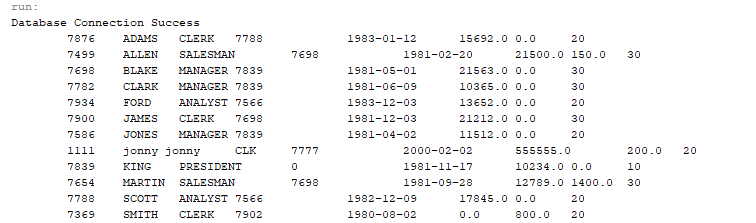 run:
Database Connection Success
7876 ADAMS CLERK 7788 1983-01-12 15692.0 0.0 20
7499 ALLEN SALESMAN 7698 1981-02-20 21500.0 150.0 30
7698 BLAKE MANAGER 7839 1981-05-01 21563.0 0.0 30
7782 CLARK MANAGER 7839 1981-06-09 10365.0 0.0 30
7934 FORD ANALYST 7566 1983-12-03 13652.0 0.0 20
7900 JAMES CLERK 7698 1981-12-03 21212.0 0.0 30
7586 JONES MANAGER 7839 1981-04-02 11512.0 0.0 20
1111 jonny jonny CLK 7777 2000-02-02 555555.0 200.0 20
7839 KING PRESIDENT 0 1981-11-17 10234.0 0.0 10
7654 MARTIN SALESMAN 7698 1981-09-28 12789.0 1400.0 30
7788 SCOTT ANALYST 7566 1982-12-09 17845.0 0.0 20
7369 SMITH CLERK 7902 1980-08-02 0.0 800.0 20